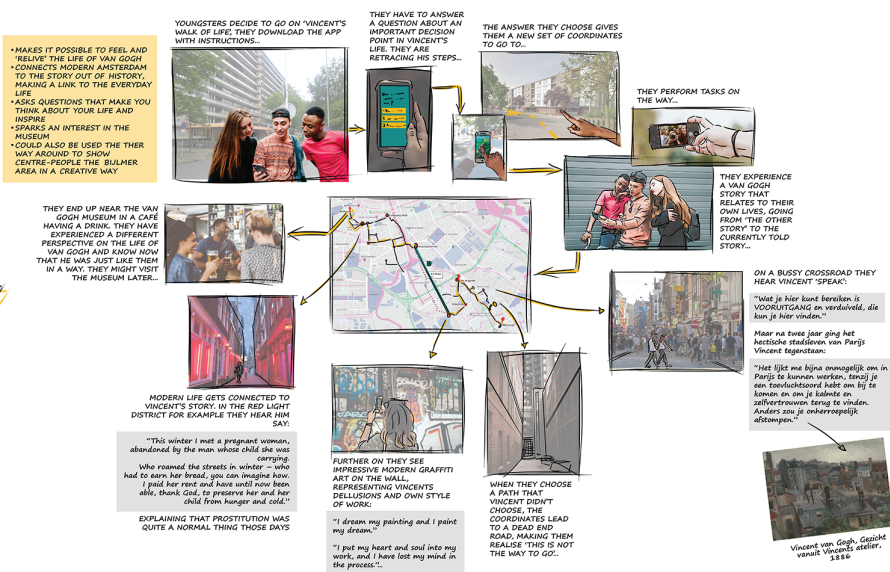 YOUNGSTERS DECIDE TO GO ON 'VINCENT'S
WALK OF LIFE', THEY DOWNLOAD THE APP
WITH INSTRUCTIONS...
THEY HAVE TO ANSWER
A QUESTION ABOUT AN
IMPORTANT DECISION
POINT IN VINCENT'S
LIFE. THEY ARE
RETRACING HIS STEPS...
THE ANSWER THEY CHOOSE GIVES
THEM A NEW SET OF COORDINATES
TO GO TO...
•MAKES IT POSSIBLE TO FEEL AND
'RELIVE' THE LIFE OF VAN GOGH
•CONNECTS MODERN AMSTERDAM
TO THE STORY OUT OF HISTORY,
MAKING A LINK TO THE EVERYDAY
LIFE
•ASKS QUESTIONS THAT MAKE YOU
THINK ABOUT YOUR LIFE AND
INSPIRE
•SPARKS AN INTEREST IN THE
MUSEUM
•COULD ALSO BE USED THE THER
WAY AROUND TO SHOW
CENTRE-PEOPLE THE BIJLMER
AREA IN A CREATIVE WAY
THEY PERFORM TASKS ON
THE WAY...
THEY EXPERIENCE
A VAN GOGH
STORY THAT
RELATES TO THEIR
OWN LIVES, GOING
FROM 'THE OTHER
STORY' TO THE
CURRENTLY TOLD
STORY...
THEY END UP NEAR THE VAN
GOGH MUSEUM IN A CAFÉ
HAVING A DRINK. THEY HAVE
EXPERIENCED A DIFFERENT
PERSPECTIVE ON THE LIFE OF
VAN GOGH AND KNOW NOW
THAT HE WAS JUST LIKE THEM
IN A WAY. THEY MIGHT VISIT
THE MUSEUM LATER...
ON A BUSSY CROSSROAD THEY
HEAR VINCENT 'SPEAK':
"Wat je hier kunt bereiken is
VOORUITGANG en verduiveld, die
kun je hier vinden."
Maar na twee jaar ging het
hectische stadsleven van Parijs
Vincent tegenstaan:
"Het lijkt me bijna onmogelijk om in
Parijs te kunnen werken, tenzij je
een toevluchtsoord hebt om bij te
komen en om je kalmte en
zelfvertrouwen terug te vinden.
Anders zou je onherroepelijk
afstompen."
Vincent van Gogh, Gezicht
vanuit Vincents atelier,
1886
MODERN LIFE GETS CONNECTED TO
VINCENT'S STORY. IN THE RED LIGHT
DISTRICT FOR EXAMPLE THEY HEAR HIM
SAY:
"This winter I met a pregnant woman,
abandoned by the man whose child she was
carrying.
Who roamed the streets in winter – who
had to earn her bread, you can imagine how.
I paid her rent and have until now been
able, thank God, to preserve her and her
child from hunger and cold."
EXPLAINING THAT PROSTITUTION WAS
QUITE A NORMAL THING THOSE DAYS
FURTHER ON THEY SEE
IMPRESSIVE MODERN GRAFFITI
ART ON THE WALL,
REPRESENTING VINCENTS
DELLUSIONS AND OWN STYLE
OF WORK:
"I dream my painting and I paint
my dream."
"I put my heart and soul into my
work, and I have lost my mind in
the process."...
WHEN THEY CHOOSE
A PATH THAT
VINCENT DIDN'T
CHOOSE, THE
COORDINATES LEAD
TO A DEAD END
ROAD, MAKING THEM
REALISE 'THIS IS NOT
THE WAY TO GO'...